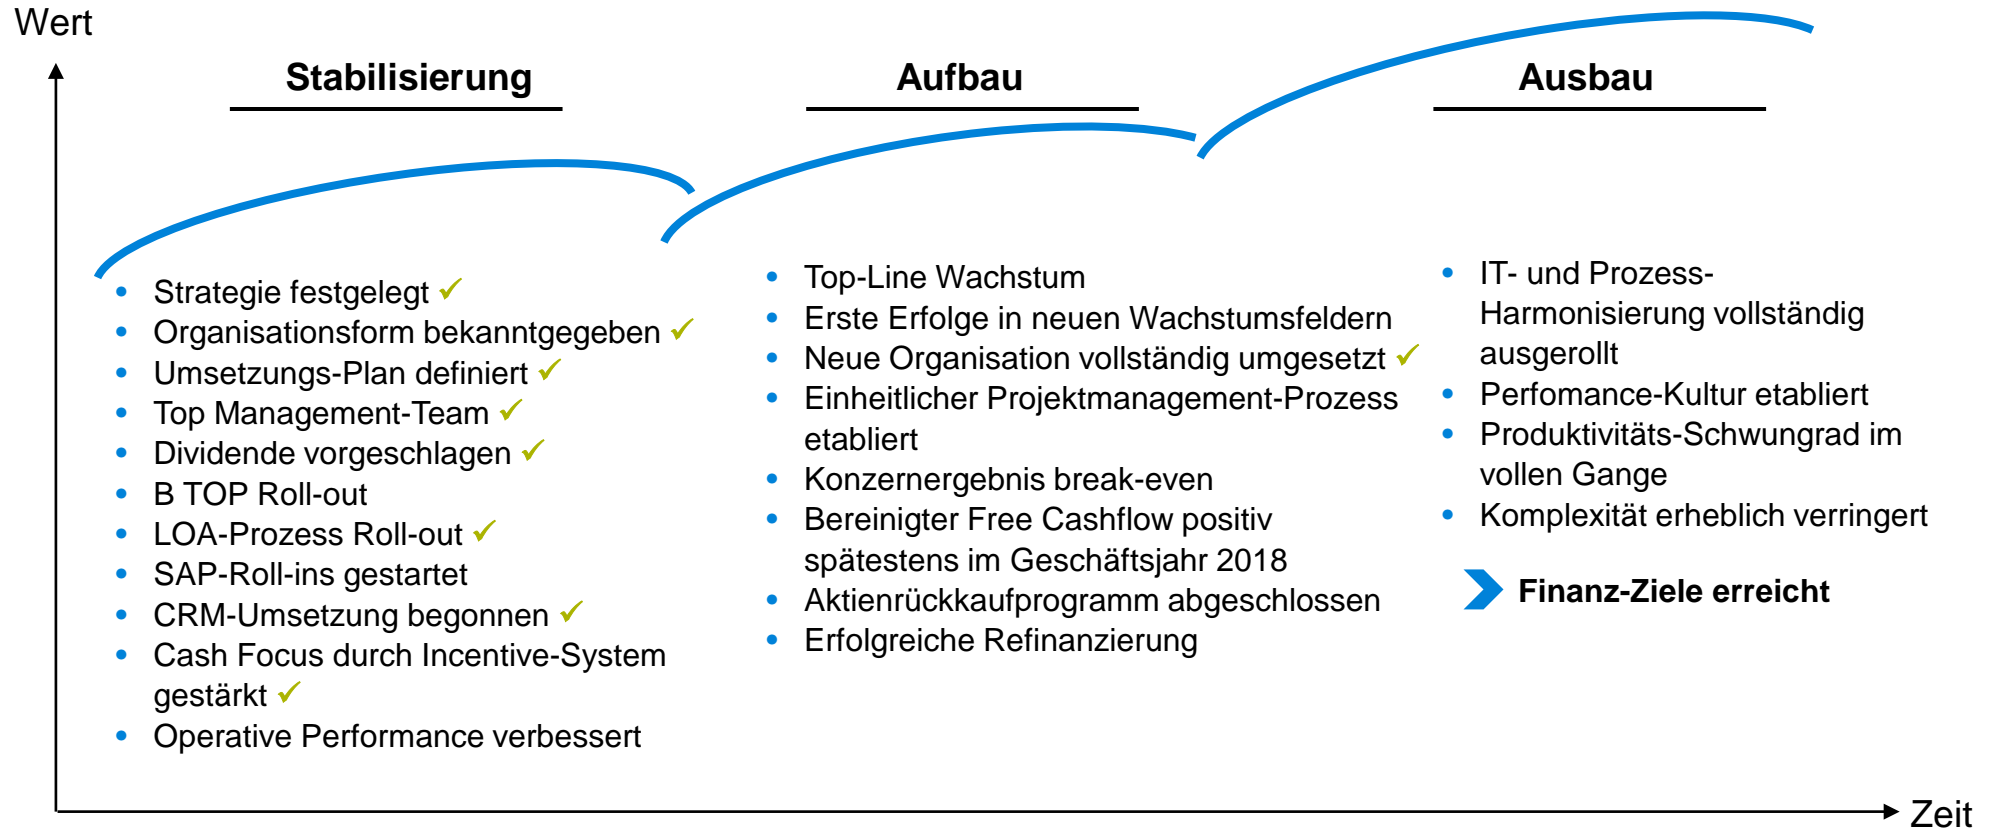 Wert
Stabilisierung
Strategie festgelegt ✓
Organisationsform bekanntgegeben ✓
Umsetzungs-Plan definiert ✓
Top Management-Team ✓
Dividende vorgeschlagen ✓
B TOP Roll-out
LOA-Prozess Roll-out ✓
SAP-Roll-ins gestartet
CRM-Umsetzung begonnen ✓
Cash Focus durch Incentive-System
gestärkt ✓
Operative Performance verbessert
Aufbau
Top-Line Wachstum
Erste Erfolge in neuen Wachstumsfeldern
Neue Organisation vollständig umgesetzt ✓
Einheitlicher Projektmanagement-Prozess
etabliert
Konzernergebnis break-even
Bereinigter Free Cashflow positiv
spätestens im Geschäftsjahr 2018
Aktienrückkaufprogramm abgeschlossen
Erfolgreiche Refinanzierung
Ausbau
IT- und Prozess-
Harmonisierung vollständig
ausgerollt
Perfomance-Kultur etabliert
Produktivitäts-Schwungrad im
vollen Gange
Komplexität erheblich verringert
Finanz-Ziele erreicht
Zeit